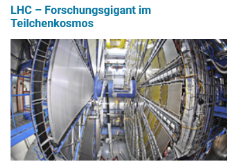 LHC – Forschungsgigant im
Teilchenkosmos